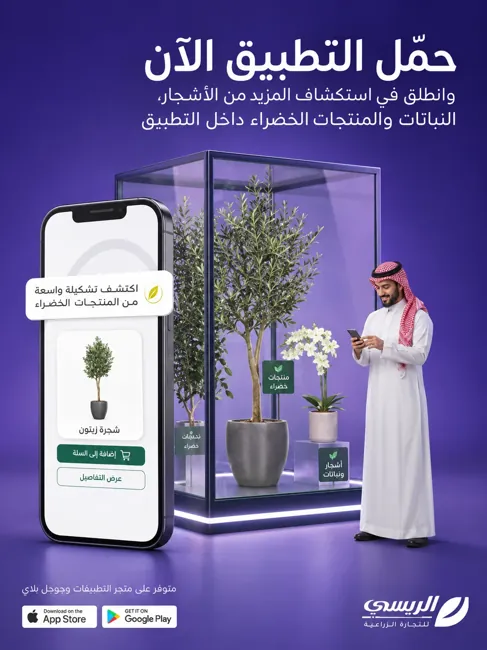 حمّل التطبيق الآن
وانطلق في استكشاف المزيد من الأشجار،
النباتات والمنتجات الخضراء داخل التطبيق
اكتشف تشكيلة واسعة
من المنتجات الخضراء
شجرة زيتون
إضافة إلى السلة
عرض التفاصيل
منتجات
خضراء
خضراء
أشجار
ونباتات
متوفر على متجر التطبيقات وجوجل بلاي
Download on the
App Store
GET IT ON
Google Play
الريسي
للتجارة الزراعية